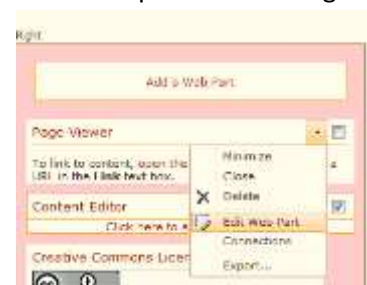 Right
Add a Web Part
Page Viewer
To link to content, open the
a
URL in the Link text box.
Minimize
Close
Delete
Content Editor
Edit Web Part
Click here to a
Connections
Creative Commons Licen
Export...
cc